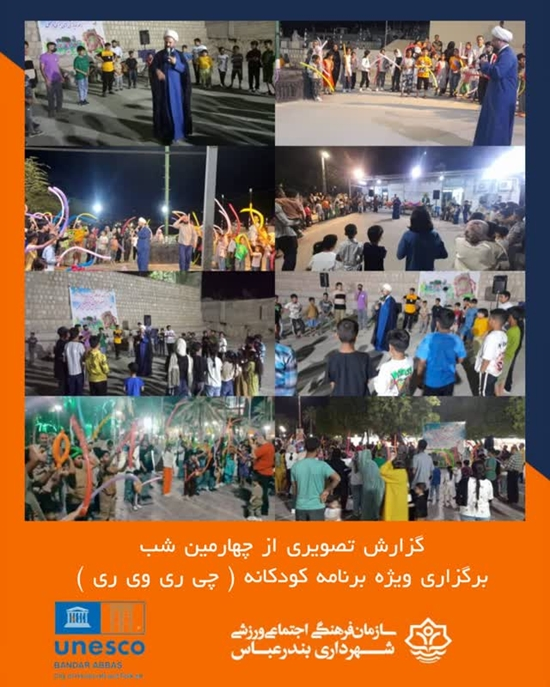 گزارش تصویری از چهارمین شب
برگزاری ویژه برنامه کودکانه ( چی ری وی ری )
unesco
BANDAR ABBAS
سازمان فرهنگی اجتماعی ورزشی
شهرداری بندرعباس